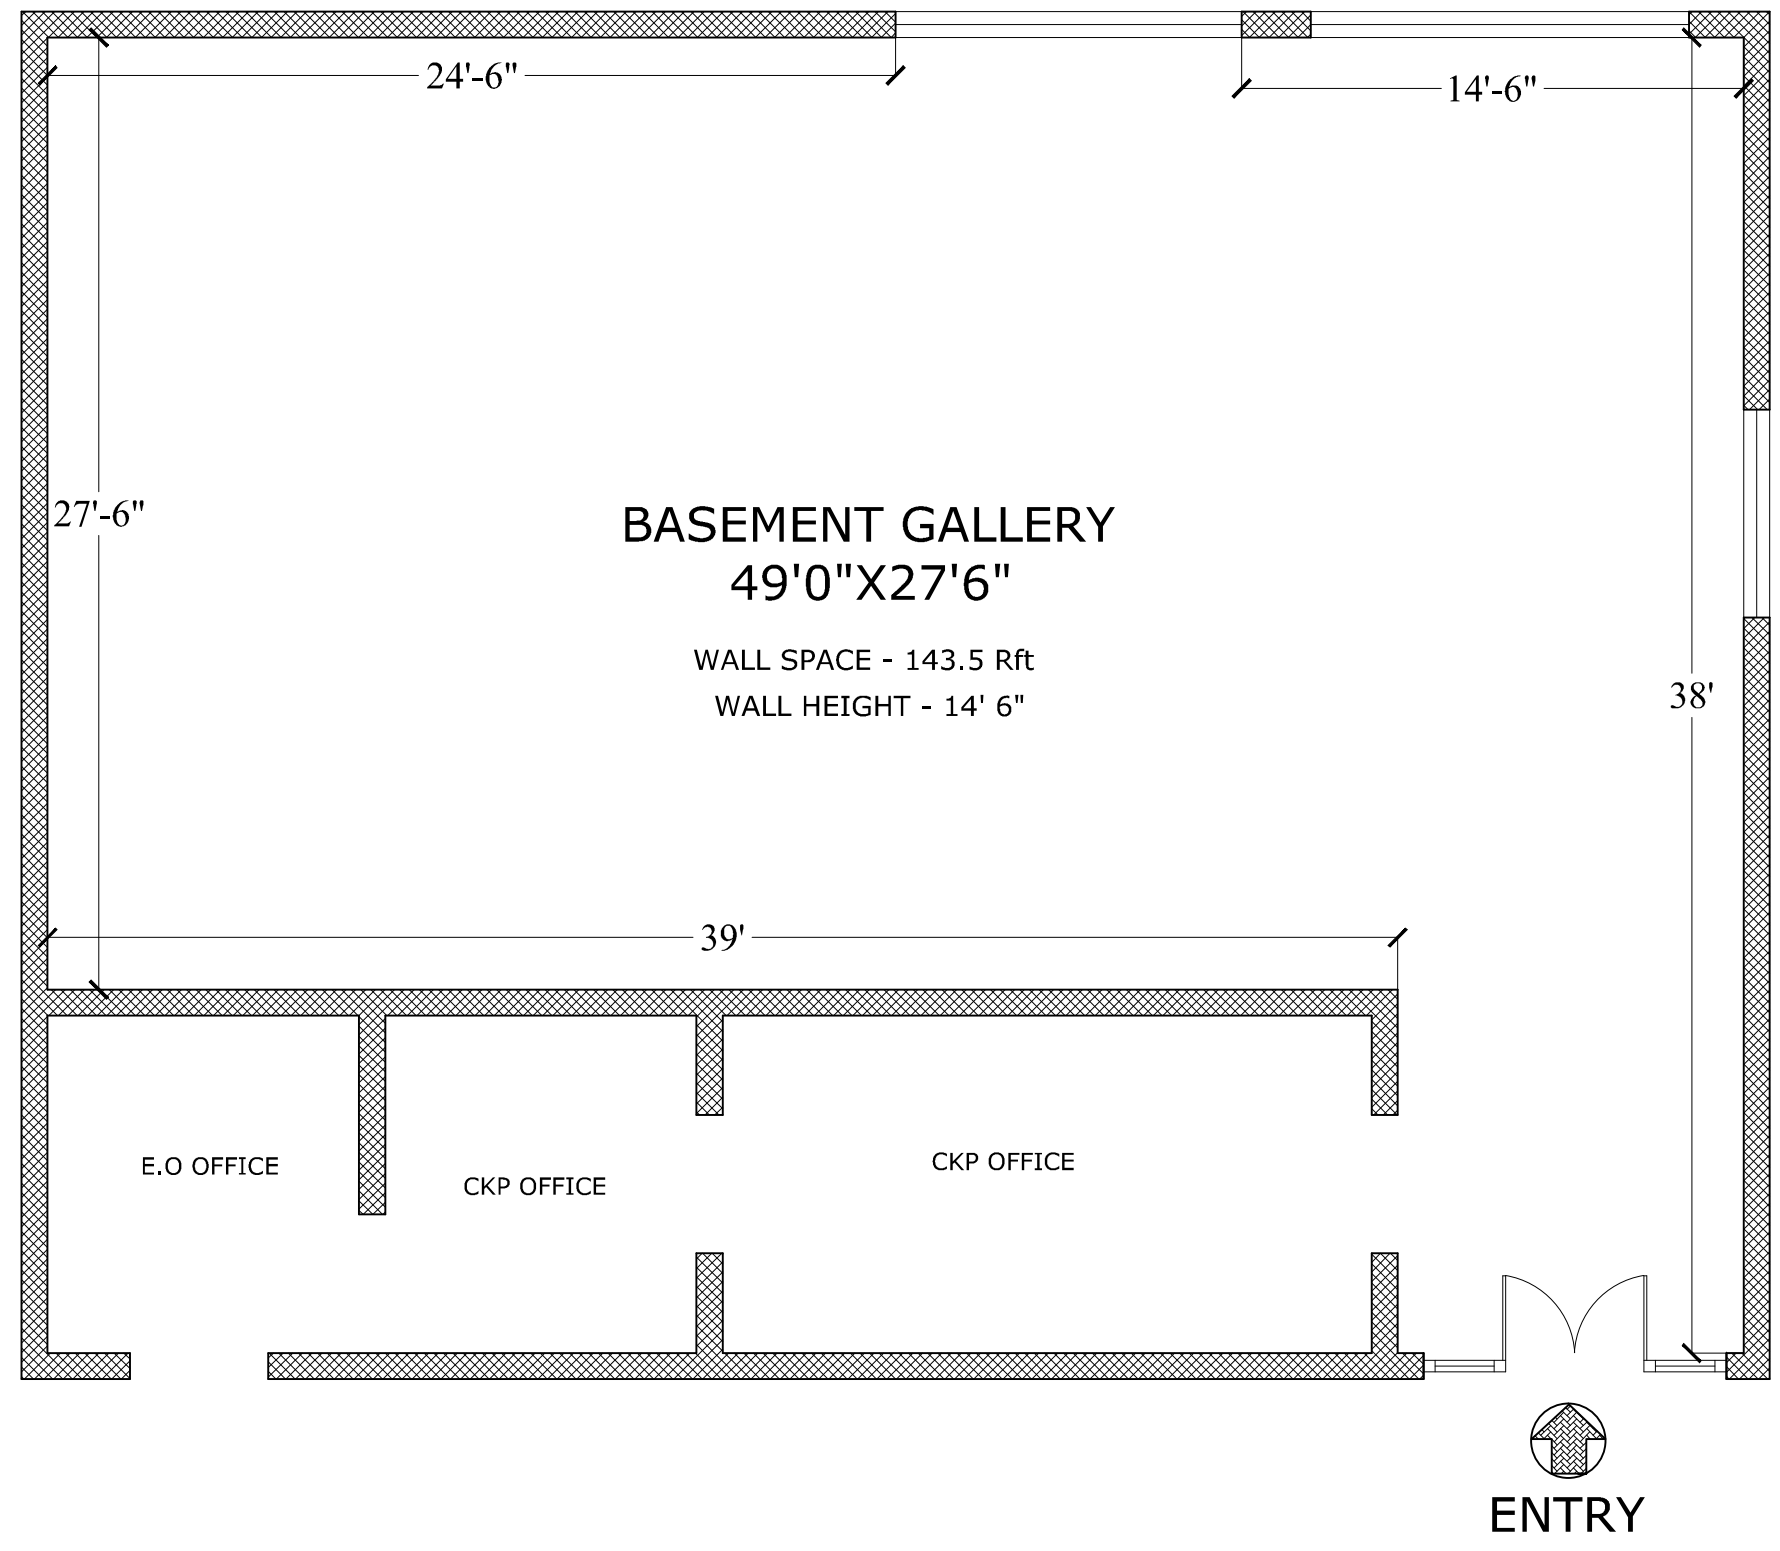 24'-6"
14'-6"
27'-6"
BASEMENT GALLERY
49'0"X27'6"
WALL SPACE - 143.5 Rft
WALL HEIGHT - 14' 6"
38'
39'
E.O OFFICE
CKP OFFICE
CKP OFFICE
ENTRY